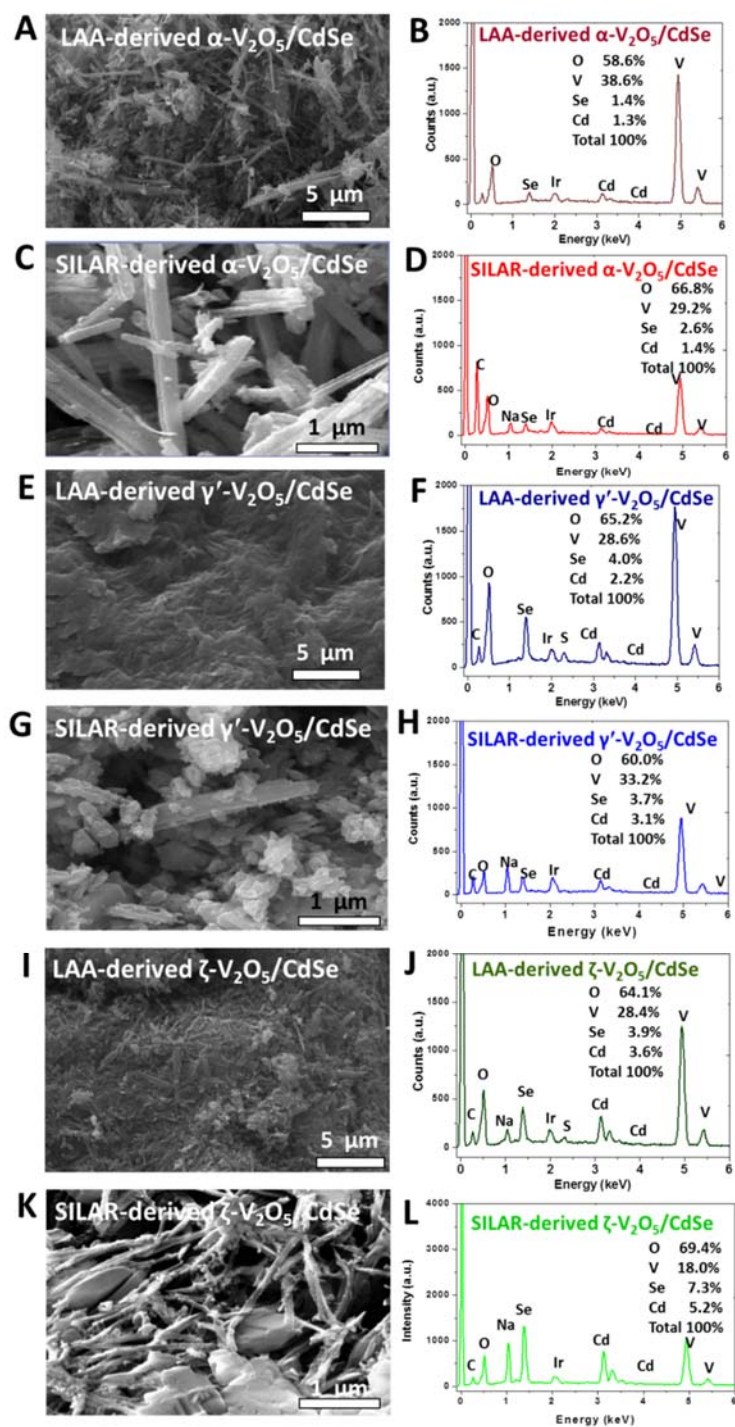 A
LAA-derived α-V₂O₅/CdSe
5 μm
B
LAA-derived α-V₂O₅/CdSe
O 58.6%
V 38.6%
Se 1.4%
Cd 1.3%
Total 100%
2000
1500
1000
500
0
Counts (a.u.)
O
Se
Ir
Cd
Cd
V
V
0 1 2 3 4 5 6
Energy (keV)
C
SILAR-derived α-V₂O₅/CdSe
1 μm
D
SILAR-derived α-V₂O₅/CdSe
O 66.8%
V 29.2%
Se 2.6%
Cd 1.4%
Total 100%
2000
1500
1000
500
0
Counts (a.u.)
C
O
Na
Se
Ir
Cd
Cd
V
V
0 1 2 3 4 5 6
Energy (keV)
E
LAA-derived γ′-V₂O₅/CdSe
5 μm
F
LAA-derived γ′-V₂O₅/CdSe
O 65.2%
V 28.6%
Se 4.0%
Cd 2.2%
Total 100%
2000
1500
1000
500
0
Counts (a.u.)
C
O
Se
Ir
S
Cd
Cd
V
V
0 1 2 3 4 5 6
Energy (keV)
G
SILAR-derived γ′-V₂O₅/CdSe
1 μm
H
SILAR-derived γ′-V₂O₅/CdSe
O 60.0%
V 33.2%
Se 3.7%
Cd 3.1%
Total 100%
2000
1500
1000
500
0
Counts (a.u.)
C
O
Na
Se
Ir
Cd
Cd
V
V
0 1 2 3 4 5 6
Energy (keV)
I
LAA-derived ζ-V₂O₅/CdSe
5 μm
J
LAA-derived ζ-V₂O₅/CdSe
O 64.1%
V 28.4%
Se 3.9%
Cd 3.6%
Total 100%
2000
1500
1000
500
0
Counts (a.u.)
C
O
Na
Se
Ir
S
Cd
Cd
V
V
0 1 2 3 4 5 6
Energy (keV)
K
SILAR-derived ζ-V₂O₅/CdSe
1 μm
L
SILAR-derived ζ-V₂O₅/CdSe
O 69.4%
V 18.0%
Se 7.3%
Cd 5.2%
Total 100%
4000
3000
2000
1000
0
Intensity (a.u.)
C
O
Na
Se
Ir
Cd
Cd
V
V
0 1 2 3 4 5 6
Energy (keV)